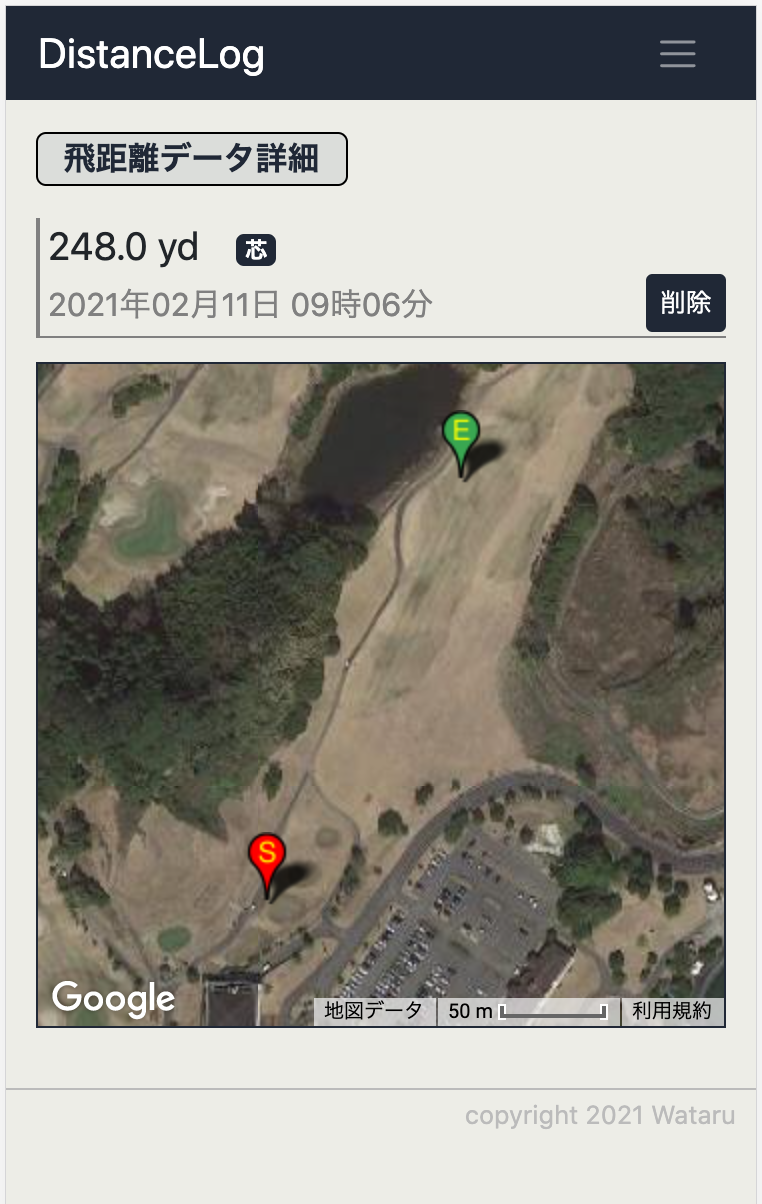 DistanceLog
飛距離データ詳細
248.0 yd 芯
2021年02月11日 09時06分
削除
E
S
Google
地図データ 50 m 利用規約
copyright 2021 Wataru